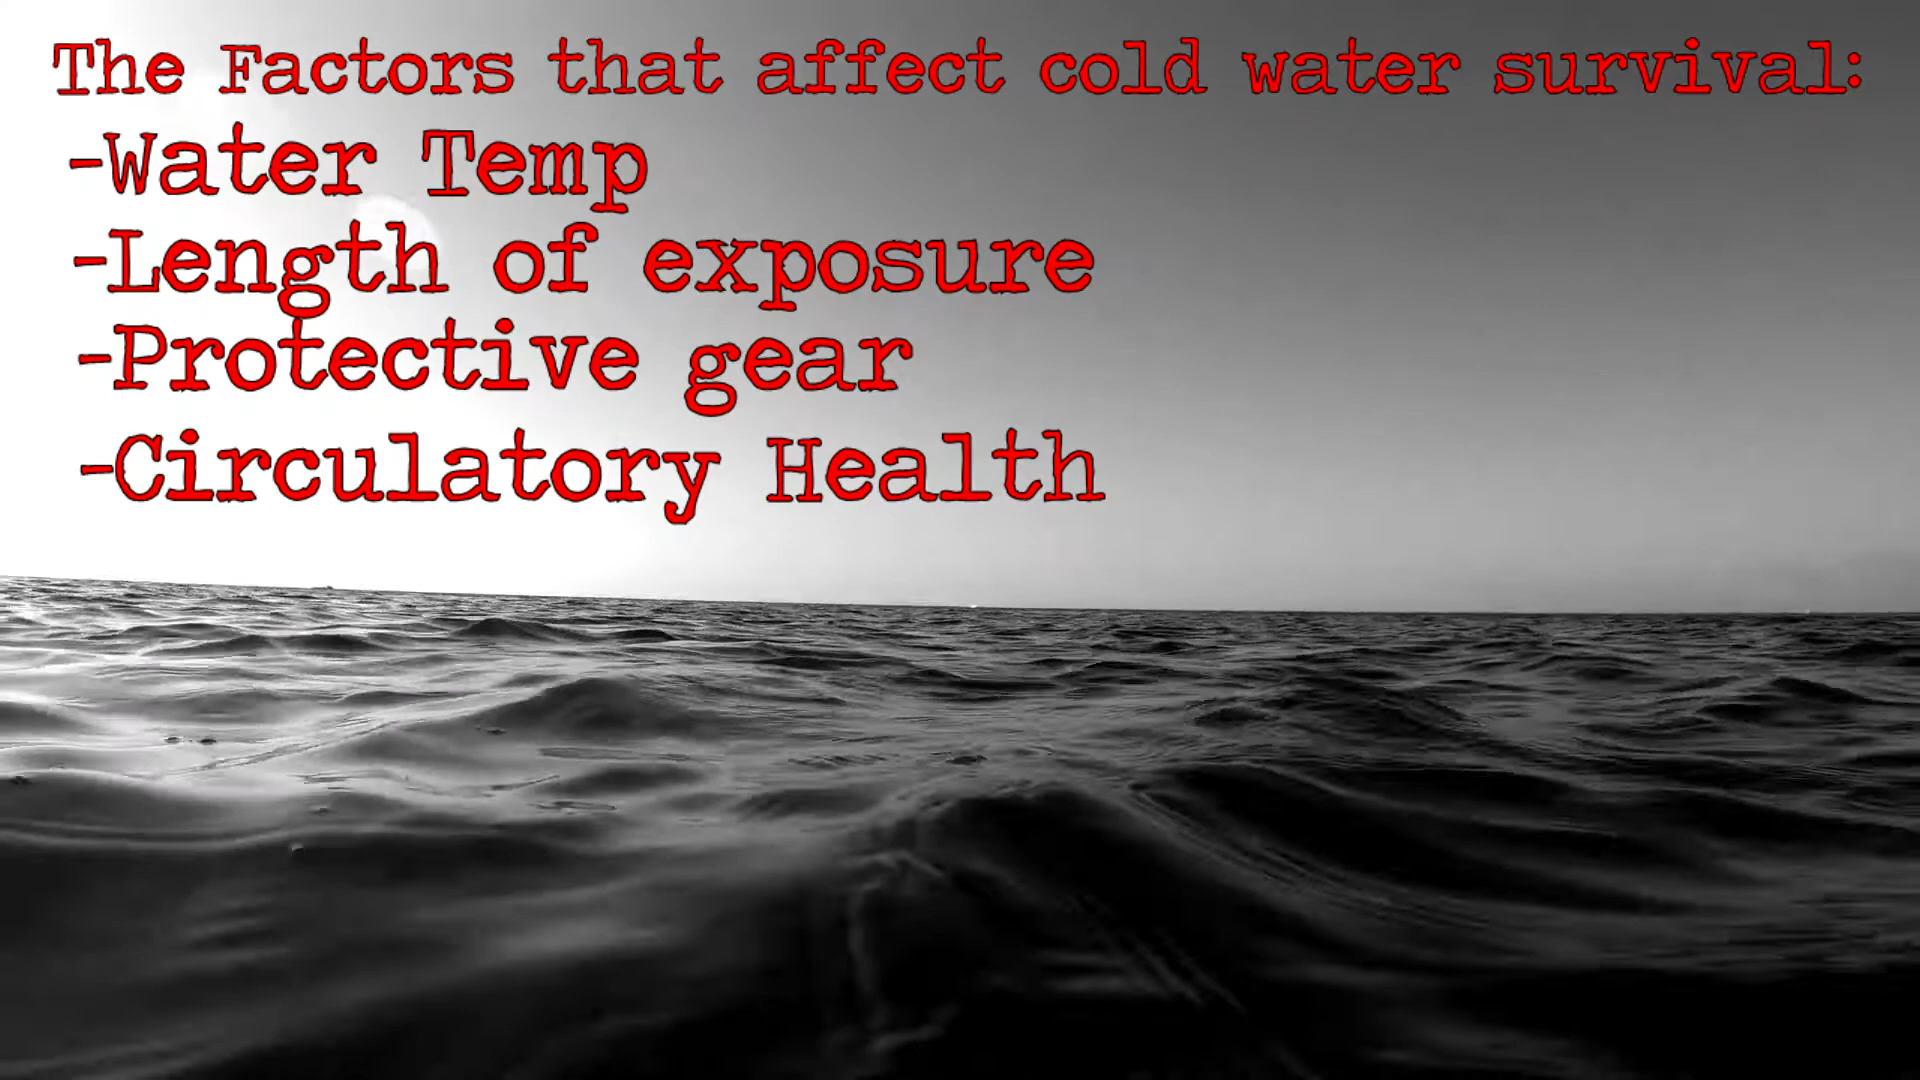 The Factors that affect cold water survival:
-Water Temp
-Length of exposure
-Protective gear
-Circulatory Health